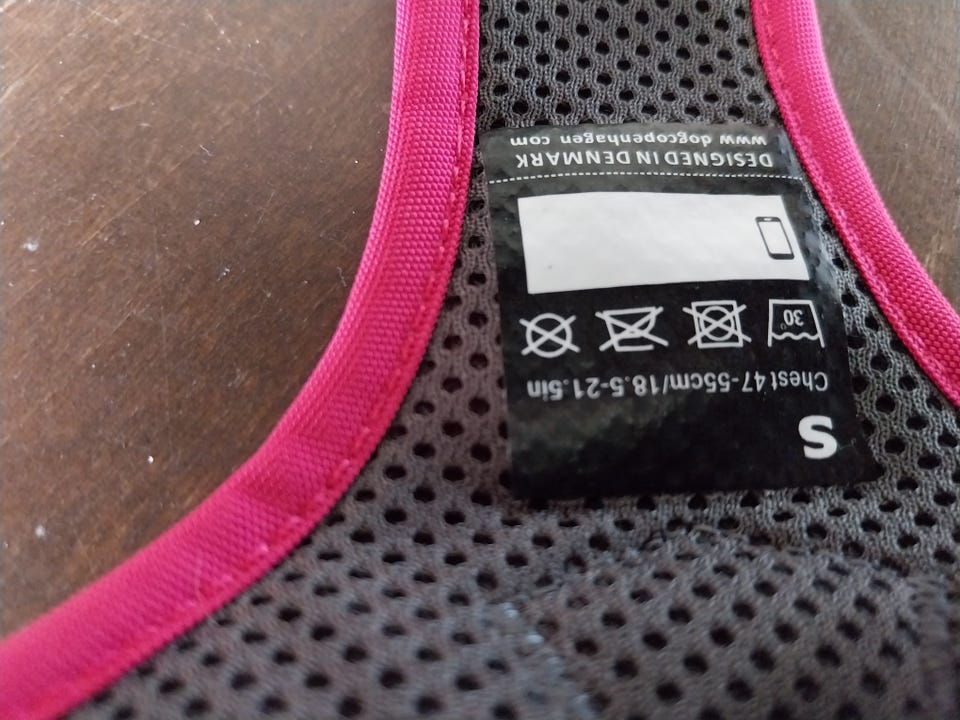 S
Chest 47-55cm/18.5-21.5in
30°
DESIGNED IN DENMARK
www dogcopenhagen com